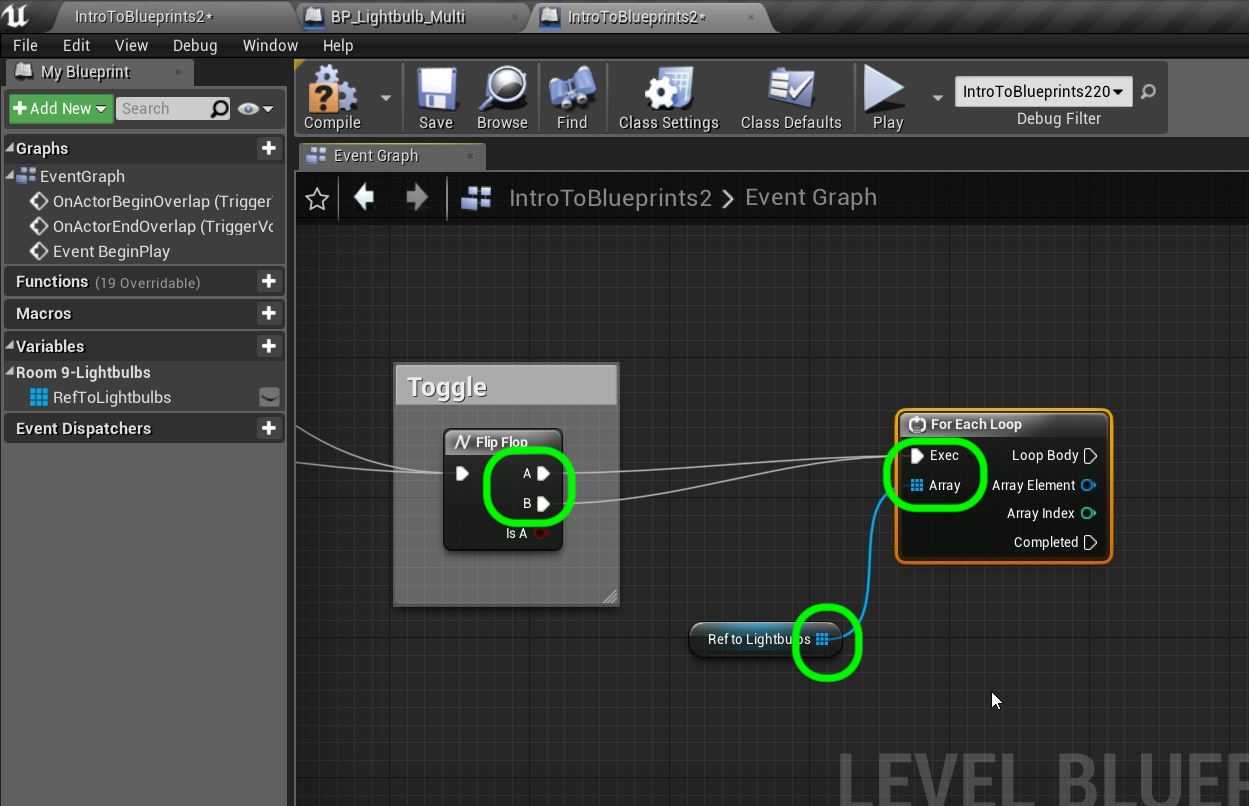 IntroToBlueprints2*
BP_Lightbulb_Multi
IntroToBlueprints2*
File Edit View Debug Window Help
My Blueprint
Add New
Search
Compile
Save
Browse
Find
Class Settings
Class Defaults
Play
IntroToBlueprints220
Debug Filter
Graphs
EventGraph
OnActorBeginOverlap (Trigger
OnActorEndOverlap (TriggerVo
Event BeginPlay
Functions (19 Overridable)
Macros
Variables
Room 9-Lightbulbs
RefToLightbulbs
Event Dispatchers
Event Graph
IntroToBlueprints2 > Event Graph
Toggle
Flip Flop
A
B
Is A
For Each Loop
Exec Loop Body
Array Array Element
Array Index
Completed
Ref to Lightbulbs
LEVEL BLUEP